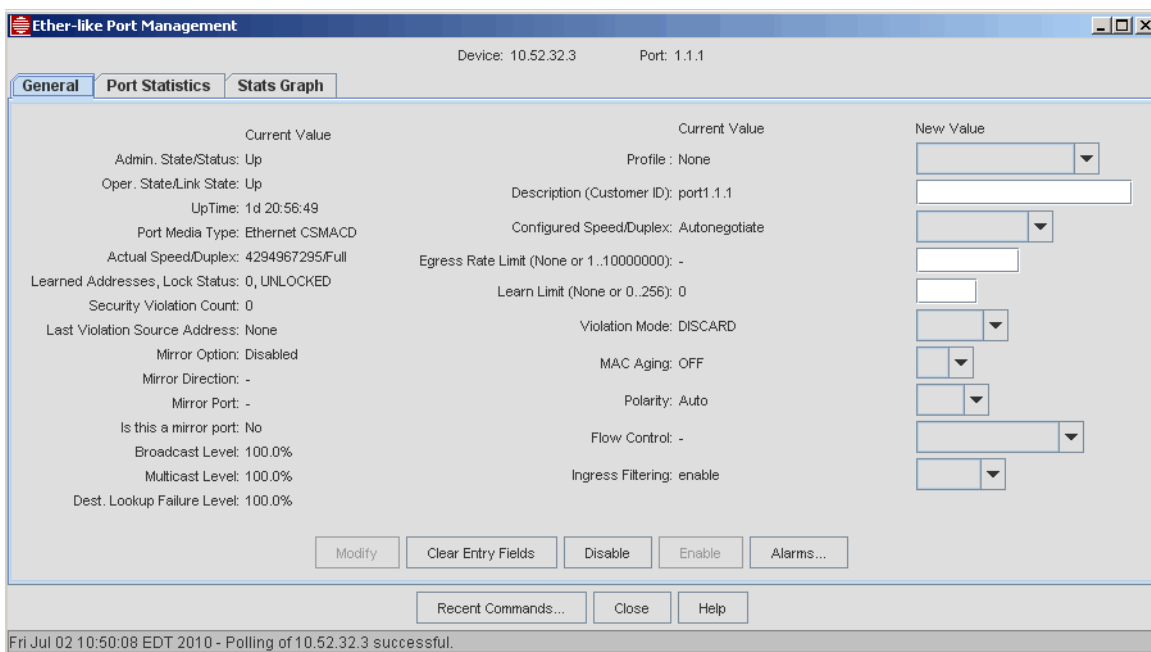 Ether-like Port Management
Device: 10.52.32.3 Port: 1.1.1
General Port Statistics Stats Graph
Current Value
Admin. State/Status: Up
Oper. State/Link State: Up
UpTime: 1d 20:56:49
Port Media Type: Ethernet CSMACD
Actual Speed/Duplex: 4294967295/Full
Learned Addresses, Lock Status: 0, UNLOCKED
Security Violation Count: 0
Last Violation Source Address: None
Mirror Option: Disabled
Mirror Direction: -
Mirror Port: -
Is this a mirror port: No
Broadcast Level: 100.0%
Multicast Level: 100.0%
Dest. Lookup Failure Level: 100.0%
Current Value New Value
Profile : None
Description (Customer ID): port1.1.1
Configured Speed/Duplex: Autonegotiate
Egress Rate Limit (None or 1..10000000): -
Learn Limit (None or 0..256): 0
Violation Mode: DISCARD
MAC Aging: OFF
Polarity: Auto
Flow Control: -
Ingress Filtering: enable
Modify Clear Entry Fields Disable Enable Alarms...
Recent Commands... Close Help
Fri Jul 02 10:50:08 EDT 2010 - Polling of 10.52.32.3 successful.